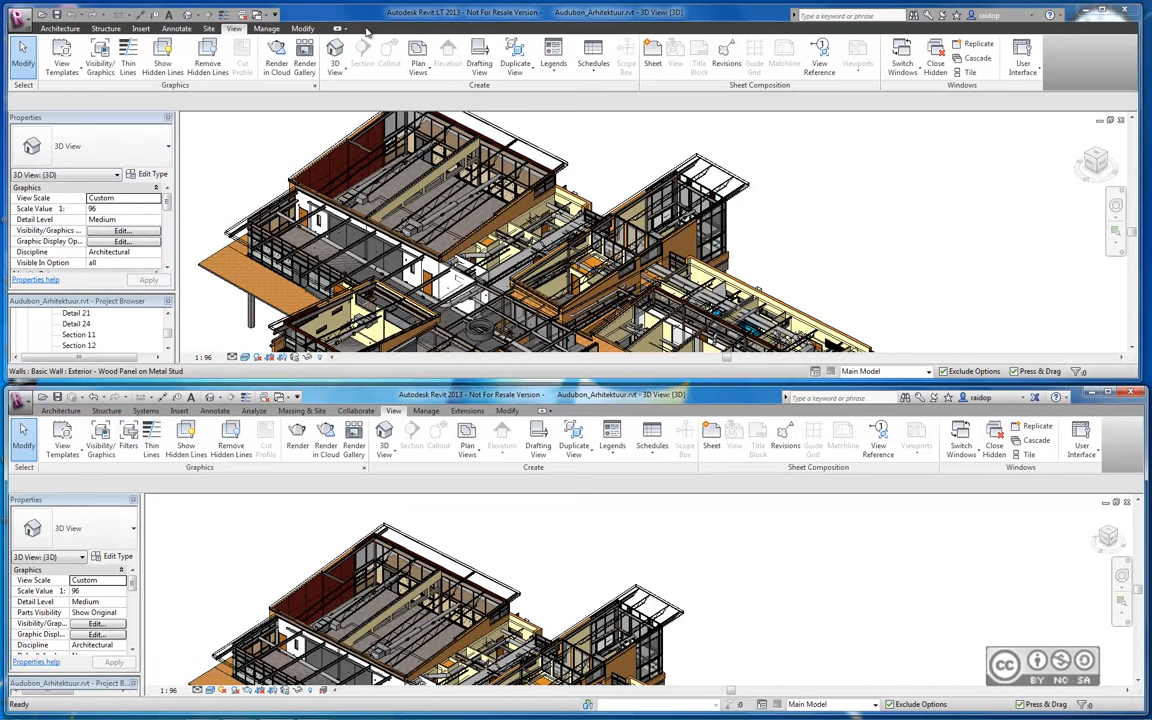 Autodesk Revit LT 2013 - Not For Resale Version - Audubon_Arhitektuur.rvt - 3D View: {3D}
Type a keyword or phrase
raidop
Architecture Structure Insert Annotate Site View Manage Modify
Modify View Templates Visibility/ Graphics Thin Lines Show Hidden Lines Remove Hidden Lines Cut Profile Render in Cloud Render Gallery 3D View Section Callout Plan Views Elevation Drafting View Duplicate View Legends Schedules Scope Box Sheet View Title Block Revisions Guide Grid Matchline View Reference Viewports Switch Windows Close Hidden Replicate Cascade Tile User Interface
Select Graphics Create Sheet Composition Windows
Properties
3D View
3D View: {3D} Edit Type
Graphics
View Scale Custom
Scale Value 1: 96
Detail Level Medium
Visibility/Graphics ... Edit...
Graphic Display Op... Edit...
Discipline Architectural
Visible In Option all
Properties help Apply
Audubon_Arhitektuur.rvt - Project Browser
Detail 21
Detail 24
Section 11
Section 12
1 : 96
Walls : Basic Wall : Exterior - Wood Panel on Metal Stud
Main Model Exclude Options Press & Drag :0
Autodesk Revit 2013 - Not For Resale Version - Audubon_Arhitektuur.rvt - 3D View: {3D}
Type a keyword or phrase
raidop
Architecture Structure Systems Insert Annotate Analyze Massing & Site Collaborate View Manage Extensions Modify
Modify View Templates Visibility/ Graphics Filters Thin Lines Show Hidden Lines Remove Hidden Lines Cut Profile Render Render in Cloud Render Gallery 3D View Section Callout Plan Views Elevation Drafting View Duplicate View Legends Schedules Scope Box Sheet View Title Block Revisions Guide Grid Matchline View Reference Viewports Switch Windows Close Hidden Replicate Cascade Tile User Interface
Select Graphics Create Sheet Composition Windows
Properties
3D View
3D View: {3D} Edit Type
Graphics
View Scale Custom
Scale Value 1: 96
Detail Level Medium
Parts Visibility Show Original
Visibility/Grap... Edit...
Graphic Displ... Edit...
Discipline Architectural
Properties help Apply
Audubon_Arhitektuur.rvt - Project B...
1 : 96
Ready
:0 Main Model Exclude Options Press & Drag :0
cc
BY NC SA